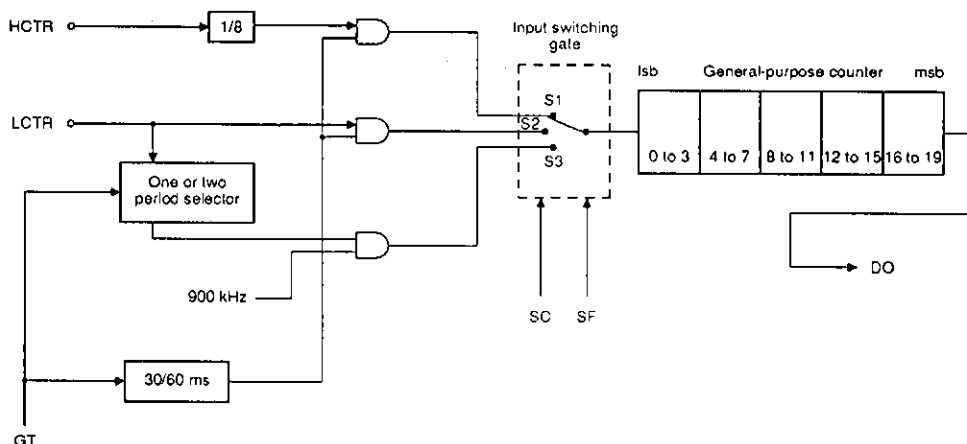 HCTR
1/8
Input switching
gate
lsb General-purpose counter msb
S1
LCTR
S2
S3
0 to 3 4 to 7 8 to 11 12 to 15 16 to 19
One or two
period selector
DO
900 kHz
SC SF
30/60 ms
GT